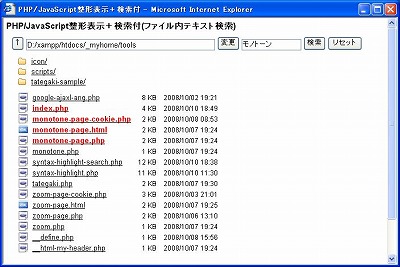 PHP/JavaScript整形表示＋検索付 - Microsoft Internet Explorer
PHP/JavaScript整形表示＋検索付(ファイル内テキスト検索)
↑ D:/xampp/htdocs/_myhome/tools 変更 モノトーン 検索 リセット
icon/
scripts/
tategaki-sample/
google-ajaxl-ang.php 8 KB 2008/10/02 19:21
index.php 4 KB 2008/10/10 18:49
monotone-page-cookie.php 2 KB 2008/10/08 08:53
monotone-page.html 2 KB 2008/10/07 19:24
monotone-page.php 2 KB 2008/10/07 19:24
monotone.php 1 KB 2008/10/07 19:24
syntax-highlight-search.php 12 KB 2008/10/10 18:38
syntax-highlight.php 11 KB 2008/10/10 11:30
tategaki.php 1 KB 2008/10/07 19:30
zoom-page-cookie.php 3 KB 2008/10/03 21:01
zoom-page.html 2 KB 2008/10/07 19:25
zoom-page.php 2 KB 2008/10/06 13:10
zoom.php 2 KB 2008/10/07 19:24
__define.php 1 KB 2008/10/08 15:56
__html-my-header.php 1 KB 2008/10/07 19:24